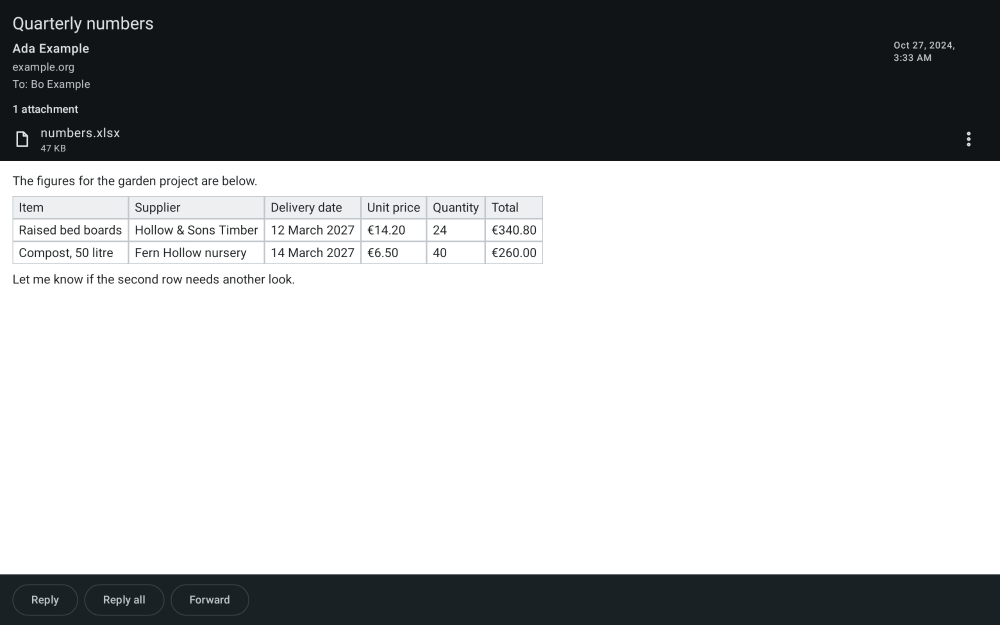 Quarterly numbers
Ada Example
Oct 27, 2024,
3:33 AM
example.org
To: Bo Example
1 attachment
numbers.xlsx
47 KB
The figures for the garden project are below.
Item Supplier Delivery date Unit price Quantity Total
Raised bed boards Hollow & Sons Timber 12 March 2027 €14.20 24 €340.80
Compost, 50 litre Fern Hollow nursery 14 March 2027 €6.50 40 €260.00
Let me know if the second row needs another look.
Reply Reply all Forward